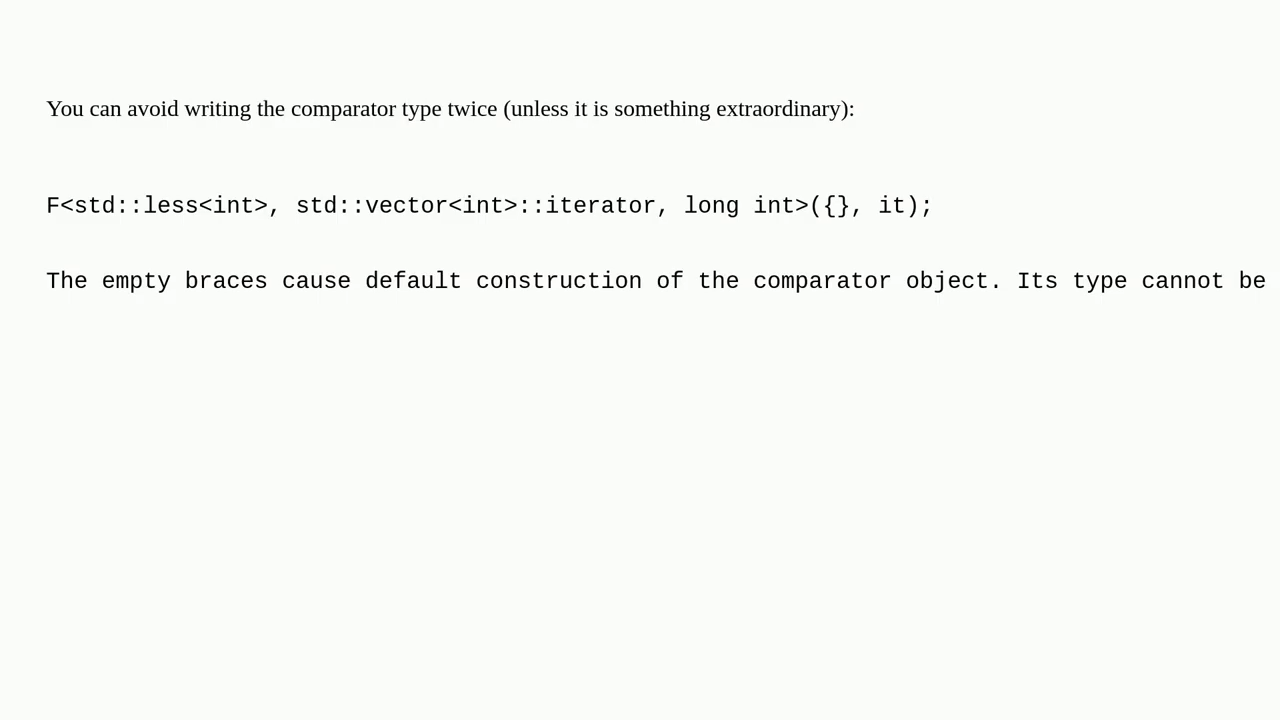 You can avoid writing the comparator type twice (unless it is something extraordinary):
F<std::less<int>, std::vector<int>::iterator, long int>({}, it);
The empty braces cause default construction of the comparator object. Its type cannot be